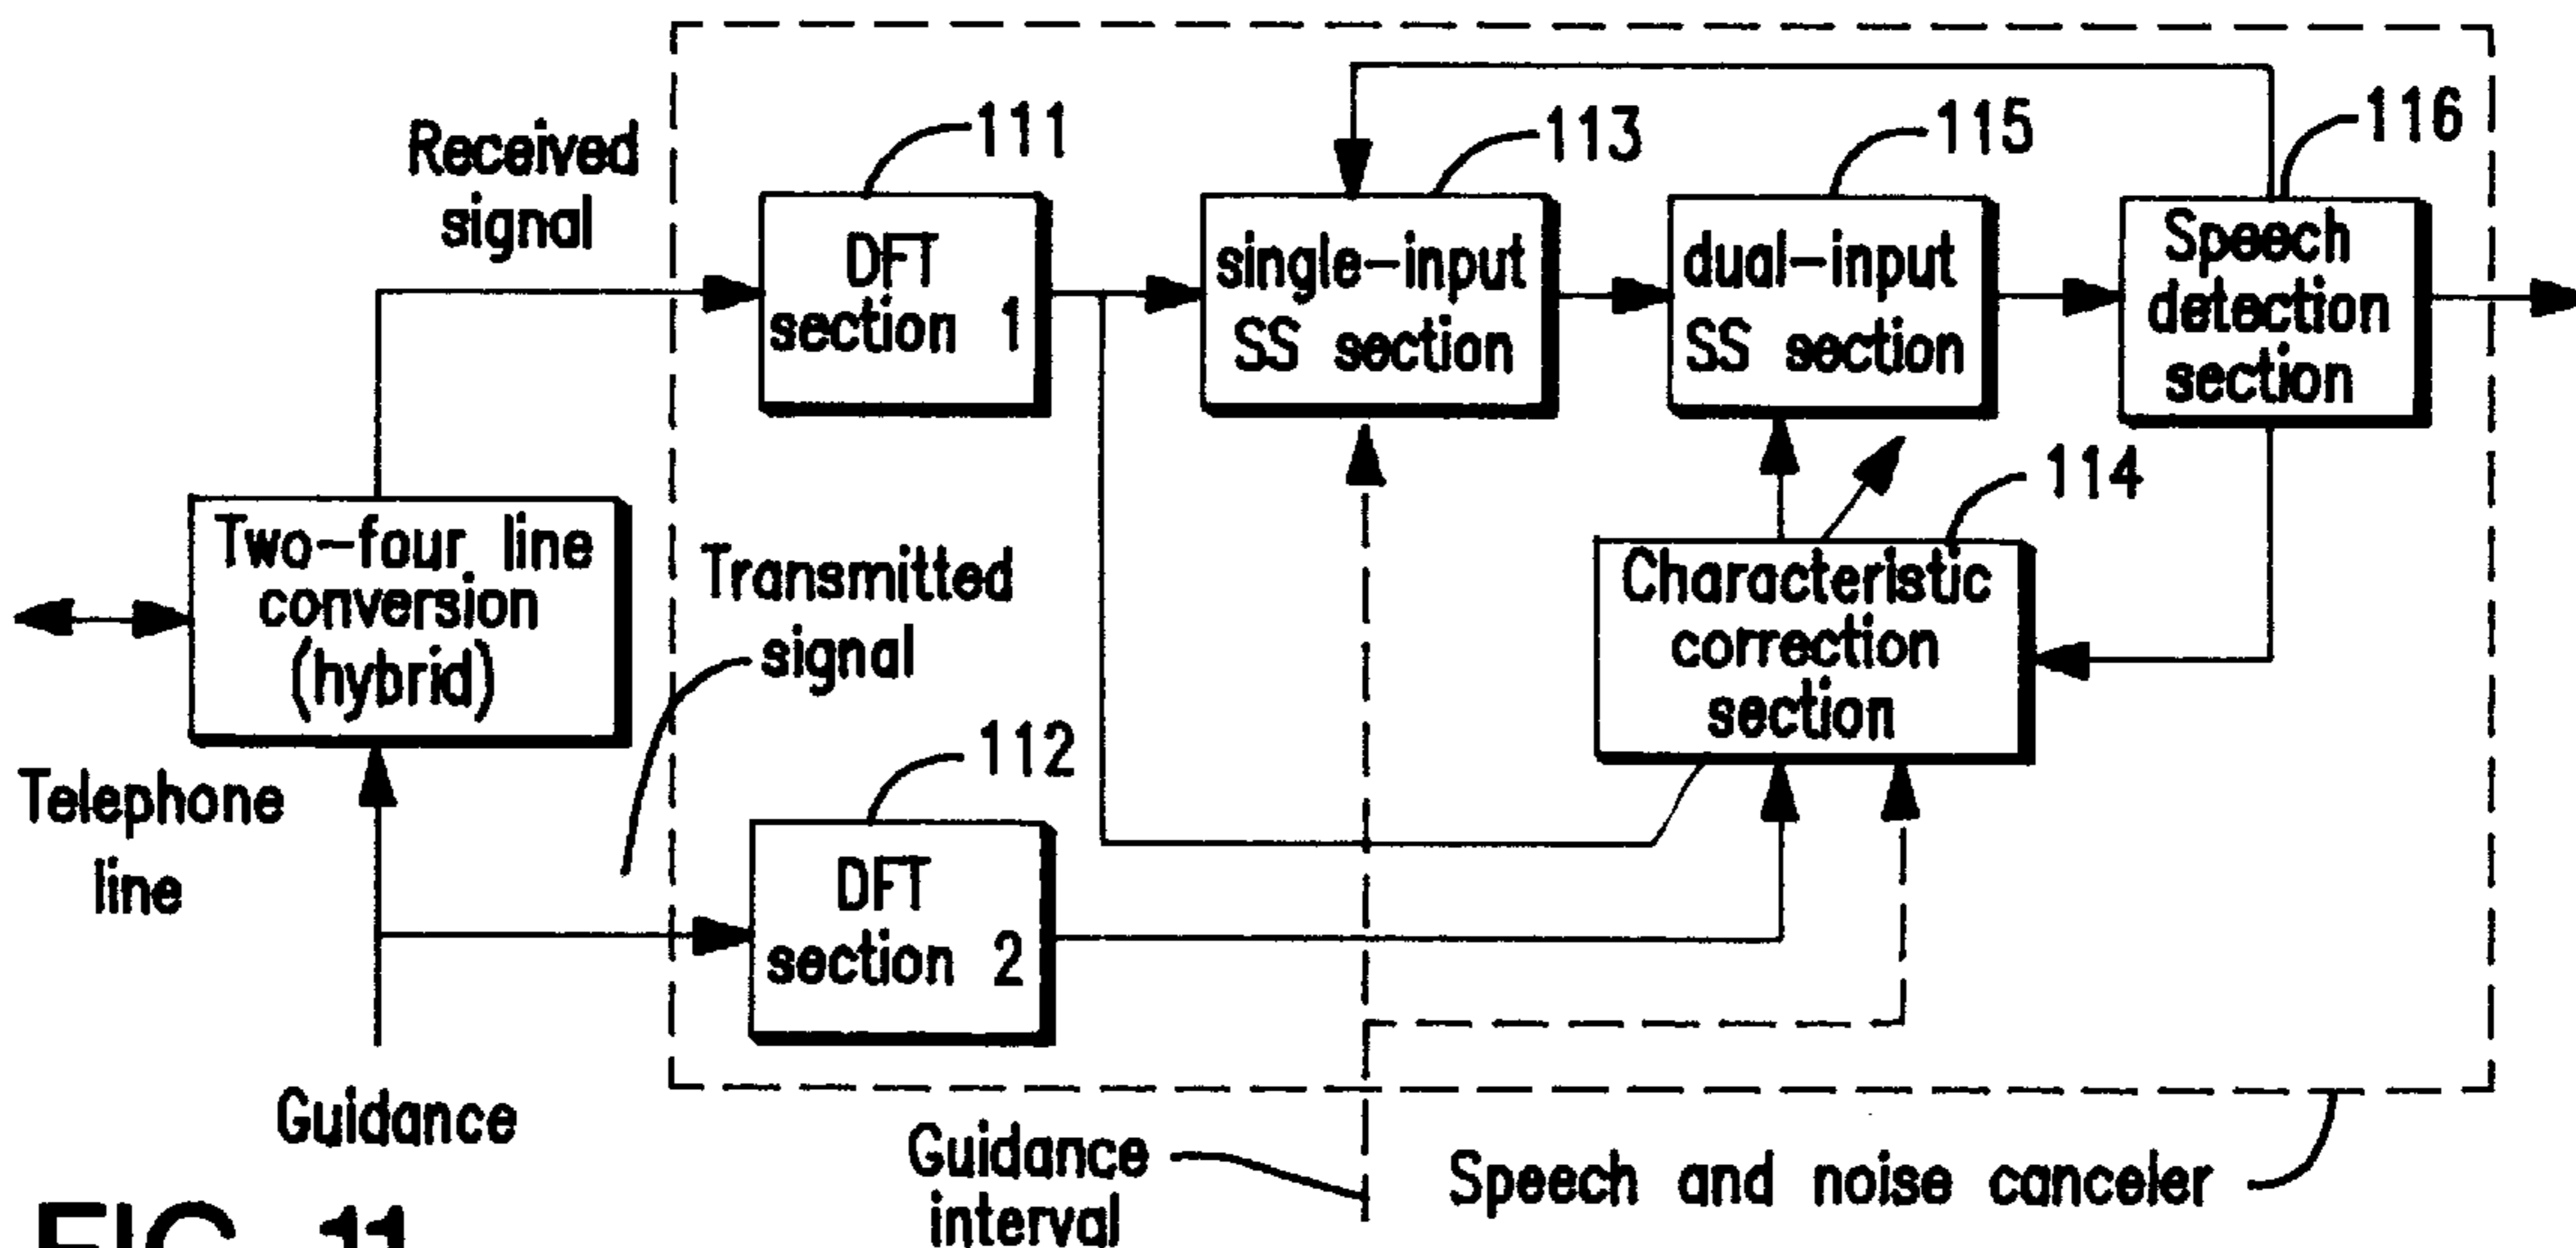 Received
signal
111
113
115
116
DFT
section 1
single-input
SS section
dual-input
SS section
Speech
detection
section
Two-four line
conversion
(hybrid)
Transmitted
signal
114
Characteristic
correction
section
Telephone
line
112
DFT
section 2
Guidance
Guidance
interval
Speech and noise canceler
FIG. 11